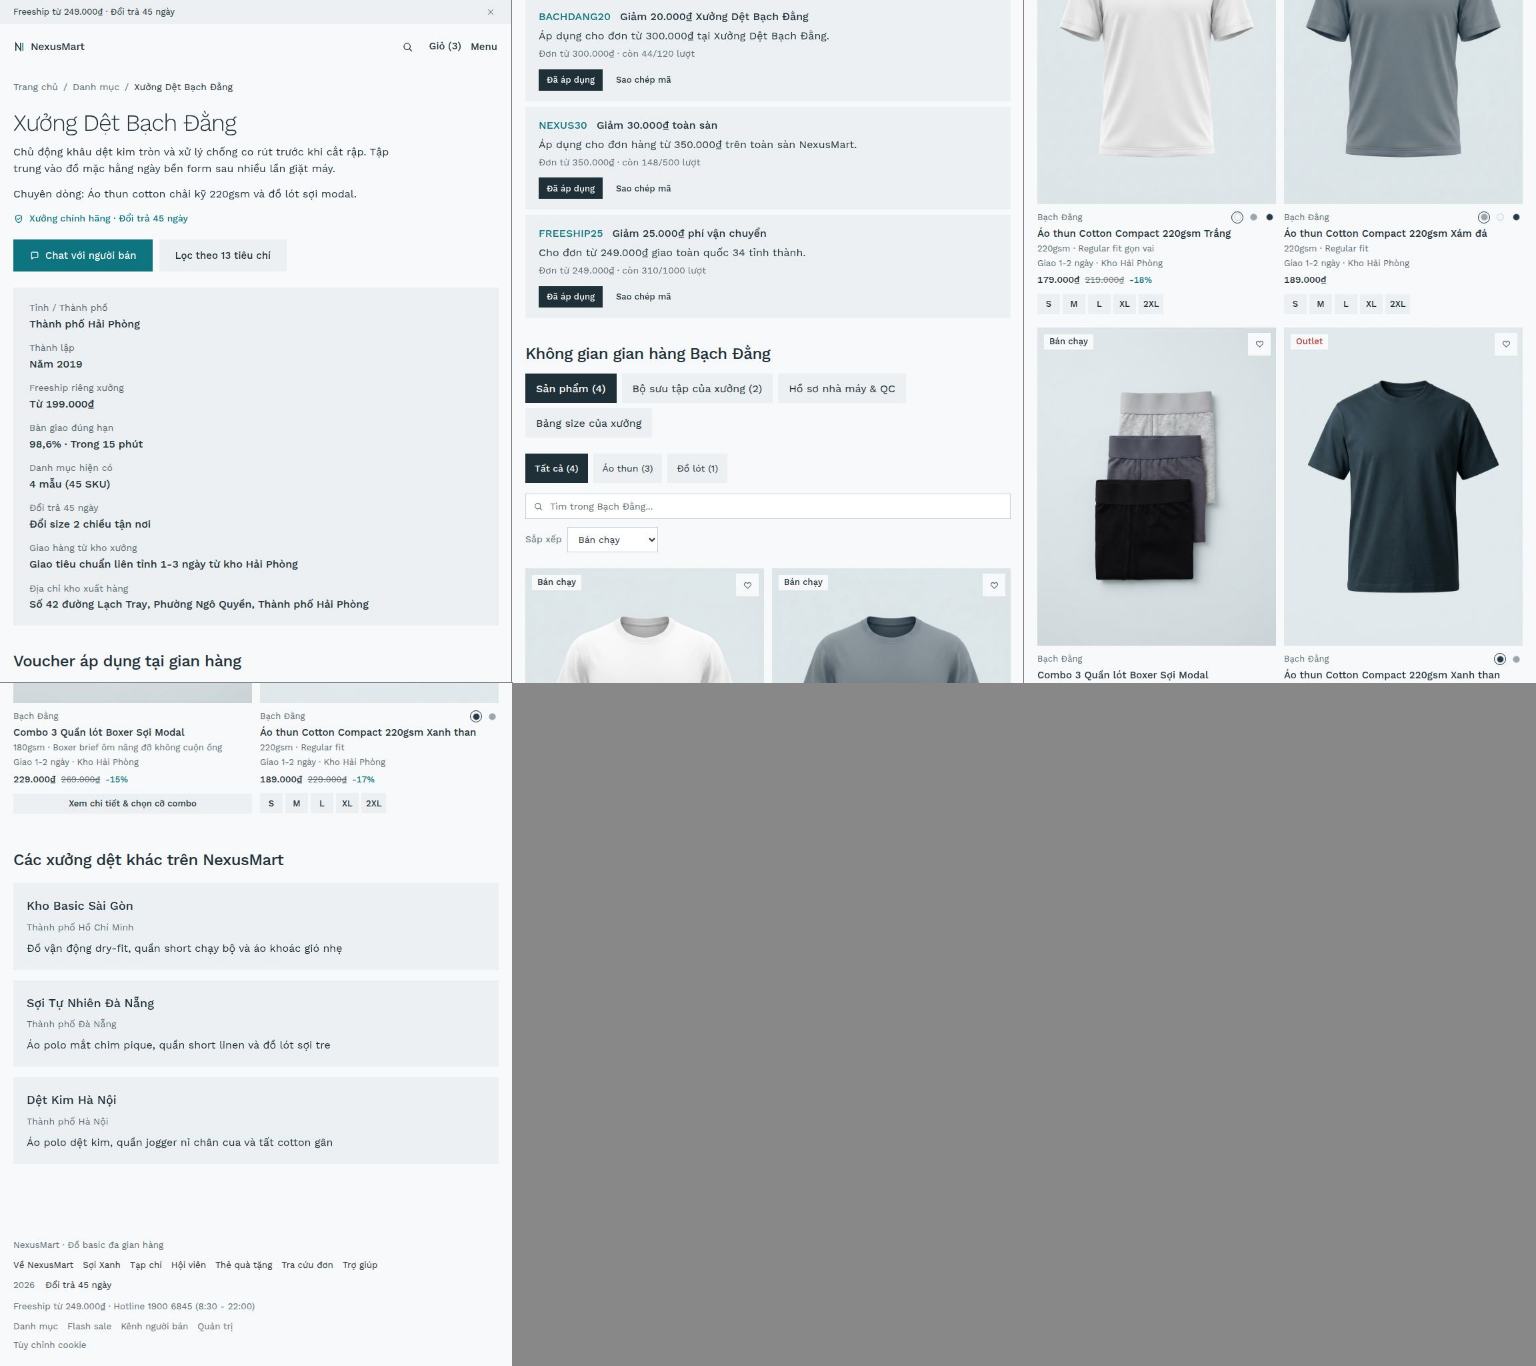 Freeship từ 249.000₫ · Đổi trả 45 ngày
NexusMart
Giỏ (3) Menu
Trang chủ / Danh mục / Xưởng Dệt Bạch Đằng
Xưởng Dệt Bạch Đằng
Chủ động khâu dệt kim tròn và xử lý chống co rút trước khi cắt rập. Tập
trung vào đồ mặc hằng ngày bền form sau nhiều lần giặt máy.
Chuyên dòng: Áo thun cotton chải kỹ 220gsm và đồ lót sợi modal.
Xưởng chính hãng · Đổi trả 45 ngày
Chat với người bán
Lọc theo 13 tiêu chí
Tỉnh / Thành phố
Thành phố Hải Phòng
Thành lập
Năm 2019
Freeship riêng xưởng
Từ 199.000₫
Bàn giao đúng hạn
98,6% · Trong 15 phút
Danh mục hiện có
4 mẫu (45 SKU)
Đổi trả 45 ngày
Đổi size 2 chiều tận nơi
Giao hàng từ kho xưởng
Giao tiêu chuẩn liên tỉnh 1-3 ngày từ kho Hải Phòng
Địa chỉ kho xuất hàng
Số 42 đường Lạch Tray, Phường Ngô Quyền, Thành phố Hải Phòng
Voucher áp dụng tại gian hàng
BACHDANG20 Giảm 20.000₫ Xưởng Dệt Bạch Đằng
Áp dụng cho đơn từ 300.000₫ tại Xưởng Dệt Bạch Đằng.
Đơn từ 300.000₫ · còn 44/120 lượt
Đã áp dụng Sao chép mã
NEXUS30 Giảm 30.000₫ toàn sàn
Áp dụng cho đơn hàng từ 350.000₫ trên toàn sàn NexusMart.
Đơn từ 350.000₫ · còn 148/500 lượt
Đã áp dụng Sao chép mã
FREESHIP25 Giảm 25.000₫ phí vận chuyển
Cho đơn từ 249.000₫ giao toàn quốc 34 tỉnh thành.
Đơn từ 249.000₫ · còn 310/1000 lượt
Đã áp dụng Sao chép mã
Không gian gian hàng Bạch Đằng
Sản phẩm (4) Bộ sưu tập của xưởng (2) Hồ sơ nhà máy & QC
Bảng size của xưởng
Tất cả (4) Áo thun (3) Đồ lót (1)
Tìm trong Bạch Đằng...
Sắp xếp Bán chạy
Bán chạy
Bán chạy
Bạch Đằng
Áo thun Cotton Compact 220gsm Trắng
220gsm · Regular fit gọn vai
Giao 1-2 ngày · Kho Hải Phòng
179.000₫ 219.000₫ -18%
S M L XL 2XL
Bạch Đằng
Áo thun Cotton Compact 220gsm Xám đá
220gsm · Regular fit
Giao 1-2 ngày · Kho Hải Phòng
189.000₫
S M L XL 2XL
Bán chạy
Outlet
Bạch Đằng
Combo 3 Quần lót Boxer Sợi Modal
Bạch Đằng
Áo thun Cotton Compact 220gsm Xanh than
Bạch Đằng
Combo 3 Quần lót Boxer Sợi Modal
180gsm · Boxer brief ôm nâng đỡ không cuộn ống
Giao 1-2 ngày · Kho Hải Phòng
229.000₫ 269.000₫ -15%
Xem chi tiết & chọn cỡ combo
Bạch Đằng
Áo thun Cotton Compact 220gsm Xanh than
220gsm · Regular fit
Giao 1-2 ngày · Kho Hải Phòng
189.000₫ 229.000₫ -17%
S M L XL 2XL
Các xưởng dệt khác trên NexusMart
Kho Basic Sài Gòn
Thành phố Hồ Chí Minh
Đồ vận động dry-fit, quần short chạy bộ và áo khoác gió nhẹ
Sợi Tự Nhiên Đà Nẵng
Thành phố Đà Nẵng
Áo polo mắt chim pique, quần short linen và đồ lót sợi tre
Dệt Kim Hà Nội
Thành phố Hà Nội
Áo polo dệt kim, quần jogger nỉ chân cua và tất cotton gân
NexusMart · Đồ basic đa gian hàng
Về NexusMart Sợi Xanh Tạp chí Hội viên Thẻ quà tặng Tra cứu đơn Trợ giúp
2026 Đổi trả 45 ngày
Freeship từ 249.000₫ · Hotline 1900 6845 (8:30 - 22:00)
Danh mục Flash sale Kênh người bán Quản trị
Tùy chỉnh cookie